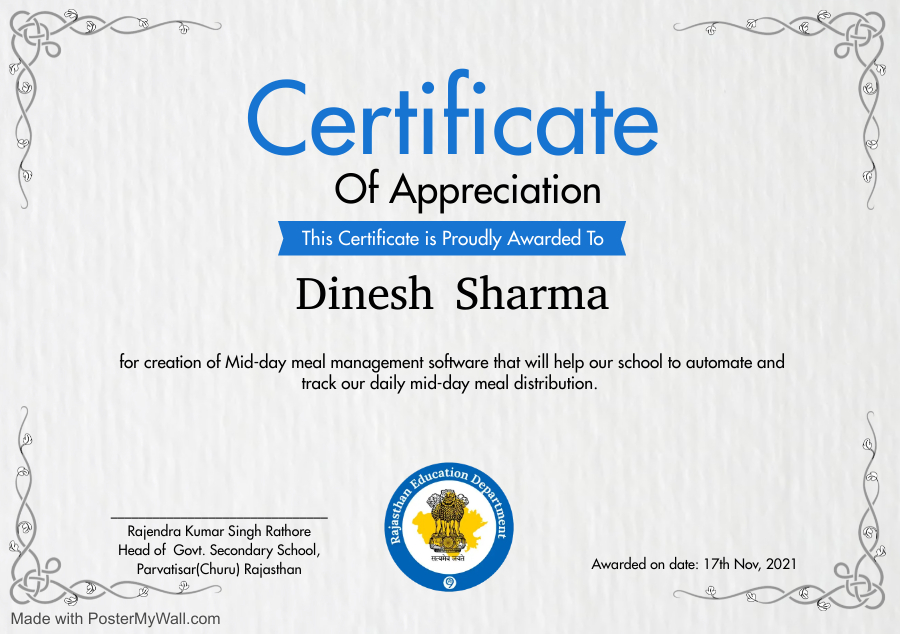 Certificate
Of Appreciation
This Certificate is Proudly Awarded To
Dinesh Sharma
for creation of Mid-day meal management software that will help our school to automate and
track our daily mid-day meal distribution.
Rajasthan Education Department
सत्यमेव जयते
Rajendra Kumar Singh Rathore
Head of Govt. Secondary School,
Parvatisar(Churu) Rajasthan
Awarded on date: 17th Nov, 2021
Made with PosterMyWall.com